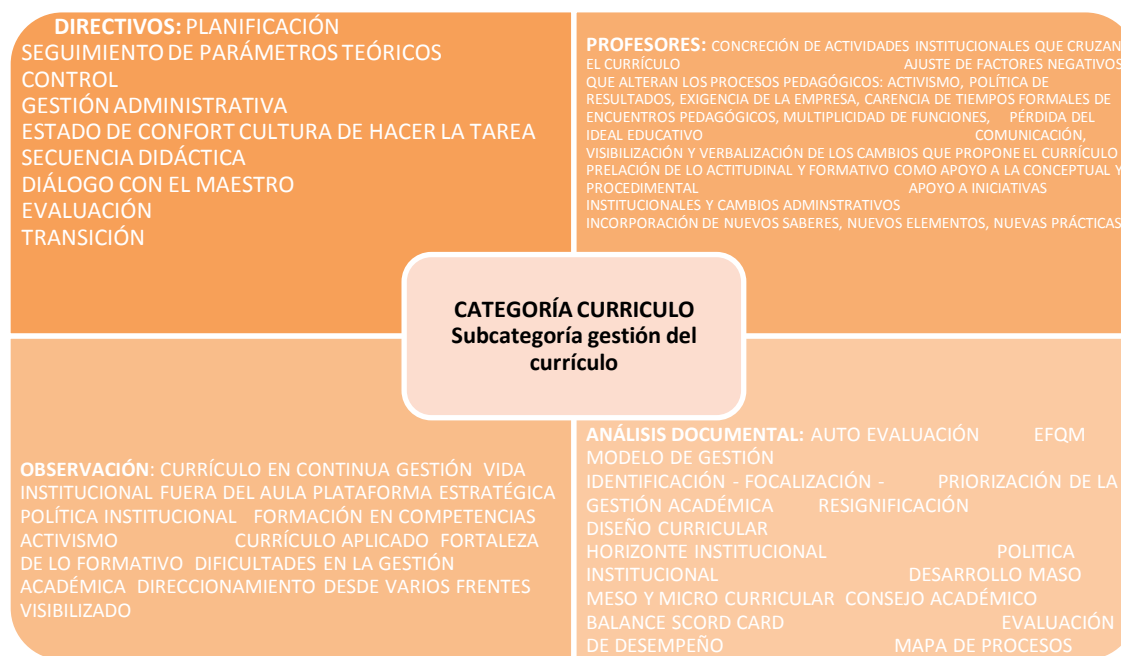 DIRECTIVOS: PLANIFICACIÓN
SEGUIMIENTO DE PARÁMETROS TEÓRICOS
CONTROL
GESTIÓN ADMINISTRATIVA
ESTADO DE CONFORT CULTURA DE HACER LA TAREA
SECUENCIA DIDÁCTICA
DIÁLOGO CON EL MAESTRO
EVALUACIÓN
TRANSICIÓN
PROFESORES: CONCRECIÓN DE ACTIVIDADES INSTITUCIONALES QUE CRUZAN
EL CURRÍCULO AJUSTE DE FACTORES NEGATIVOS
QUE ALTERAN LOS PROCESOS PEDAGÓGICOS: ACTIVISMO, POLÍTICA DE
RESULTADOS, EXIGENCIA DE LA EMPRESA, CARENCIA DE TIEMPOS FORMALES DE
ENCUENTROS PEDAGÓGICOS, MULTIPLICIDAD DE FUNCIONES, PÉRDIDA DEL
IDEAL EDUCATIVO COMUNICACIÓN,
VISIBILIZACIÓN Y VERBALIZACIÓN DE LOS CAMBIOS QUE PROPONE EL CURRÍCULO
PRELACIÓN DE LO ACTITUDINAL Y FORMATIVO COMO APOYO A LA CONCEPTUAL Y
PROCEDIMENTAL APOYO A INICIATIVAS
INSTITUCIONALES Y CAMBIOS ADMINSTRATIVOS
INCORPORACIÓN DE NUEVOS SABERES, NUEVOS ELEMENTOS, NUEVAS PRÁCTICAS
CATEGORÍA CURRICULO
Subcategoría gestión del
currículo
OBSERVACIÓN: CURRÍCULO EN CONTINUA GESTIÓN VIDA
INSTITUCIONAL FUERA DEL AULA PLATAFORMA ESTRATÉGICA
POLÍTICA INSTITUCIONAL FORMACIÓN EN COMPETENCIAS
ACTIVISMO CURRÍCULO APLICADO FORTALEZA
DE LO FORMATIVO DIFICULTADES EN LA GESTIÓN
ACADÉMICA DIRECCIONAMIENTO DESDE VARIOS FRENTES
VISIBILIZADO
ANÁLISIS DOCUMENTAL: AUTO EVALUACIÓN EFQM
MODELO DE GESTIÓN
IDENTIFICACIÓN - FOCALIZACIÓN - PRIORIZACIÓN DE LA
GESTIÓN ACADÉMICA RESIGNIFICACIÓN
DISEÑO CURRICULAR
HORIZONTE INSTITUCIONAL POLITICA
INSTITUCIONAL DESARROLLO MASO
MESO Y MICRO CURRICULAR CONSEJO ACADÉMICO
BALANCE SCORD CARD EVALUACIÓN
DE DESEMPEÑO MAPA DE PROCESOS